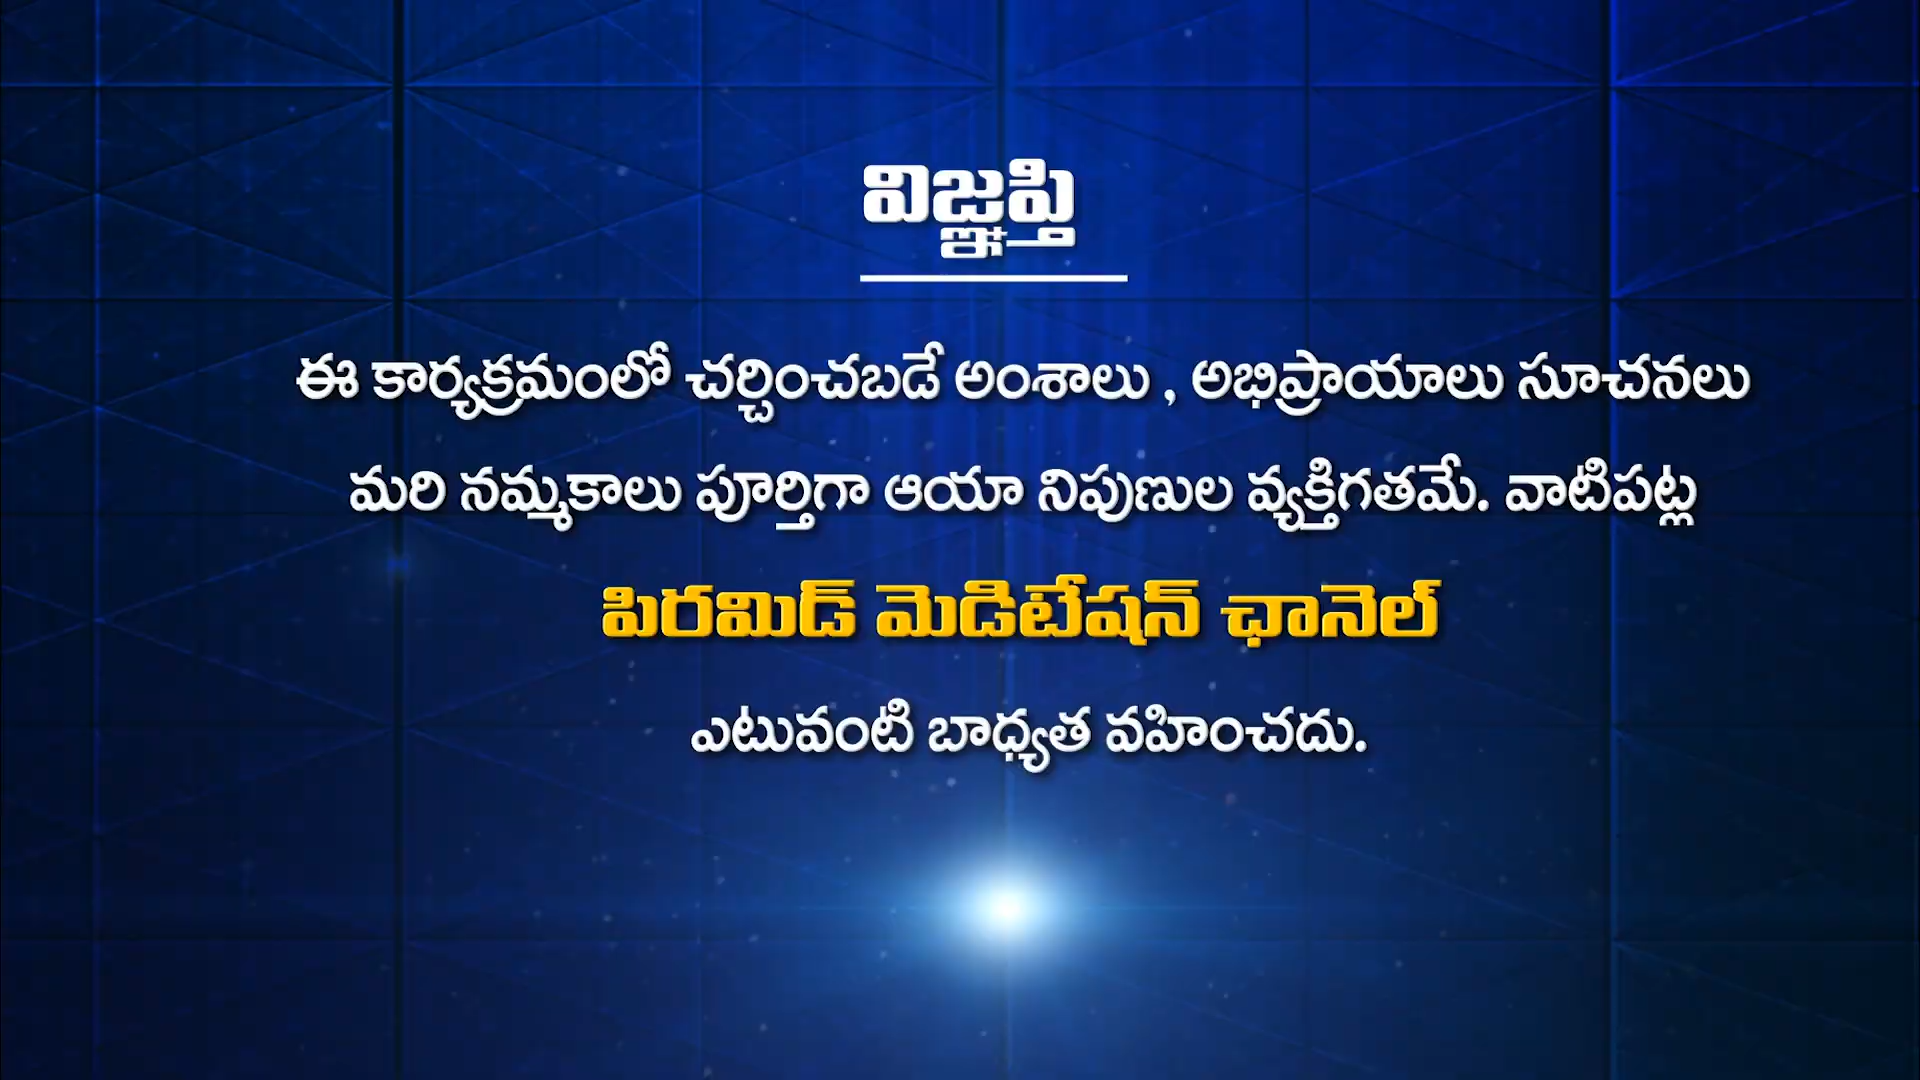 విజ్ఞప్తి
ఈ కార్యక్రమంలో చర్చించబడే అంశాలు , అభిప్రాయాలు సూచనలు
మరి నమ్మకాలు పూర్తిగా ఆయా నిపుణుల వ్యక్తిగతమే. వాటిపట్ల
పిరమిడ్ మెడిటేషన్ ఛానెల్
ఎటువంటి బాధ్యత వహించదు.